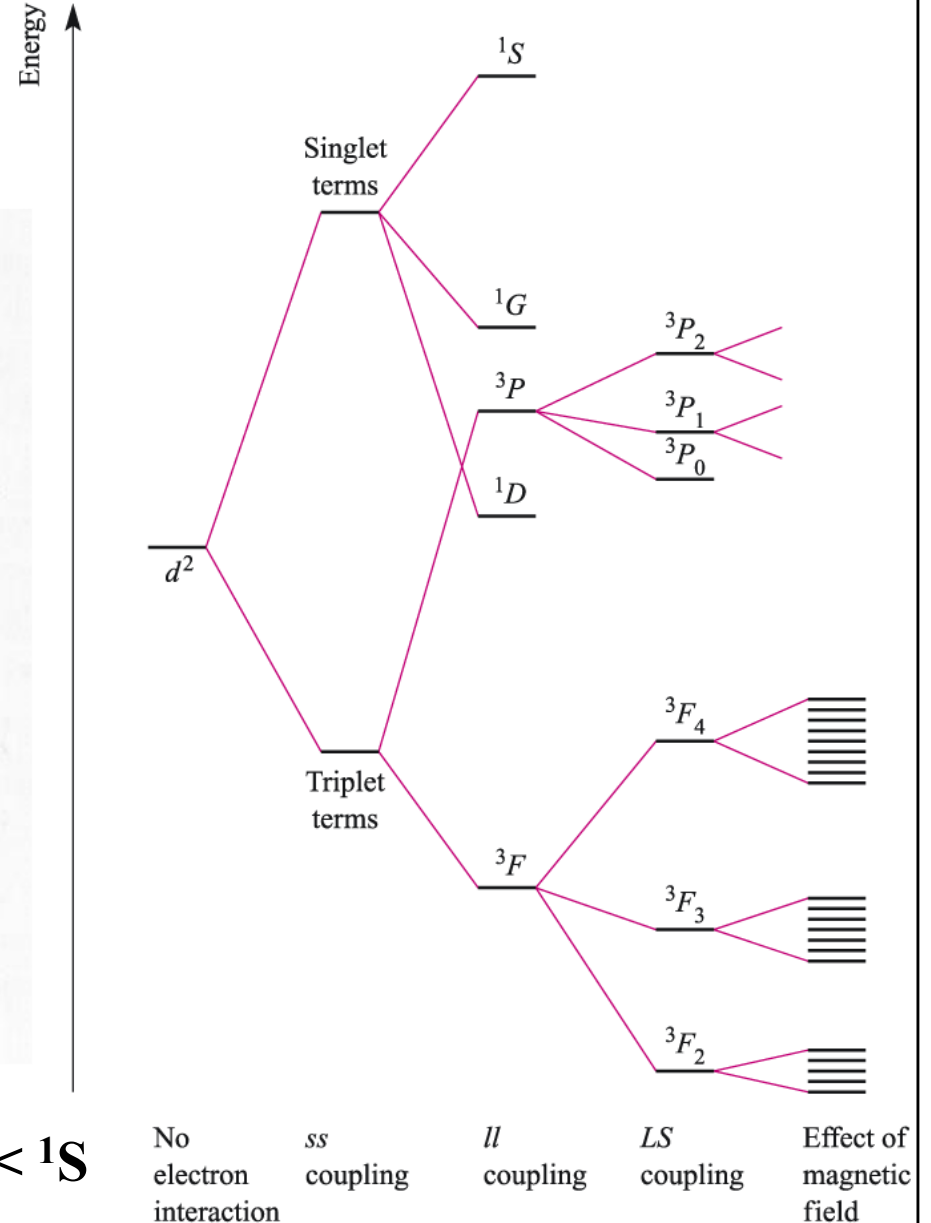 Energy
¹S
Singlet
terms
¹G
³P₂
³P
³P₁
³P₀
¹D
d²
³F₄
Triplet
terms
³F
³F₃
³F₂
< ¹S
No
electron
interaction
ss
coupling
ll
coupling
LS
coupling
Effect of
magnetic
field